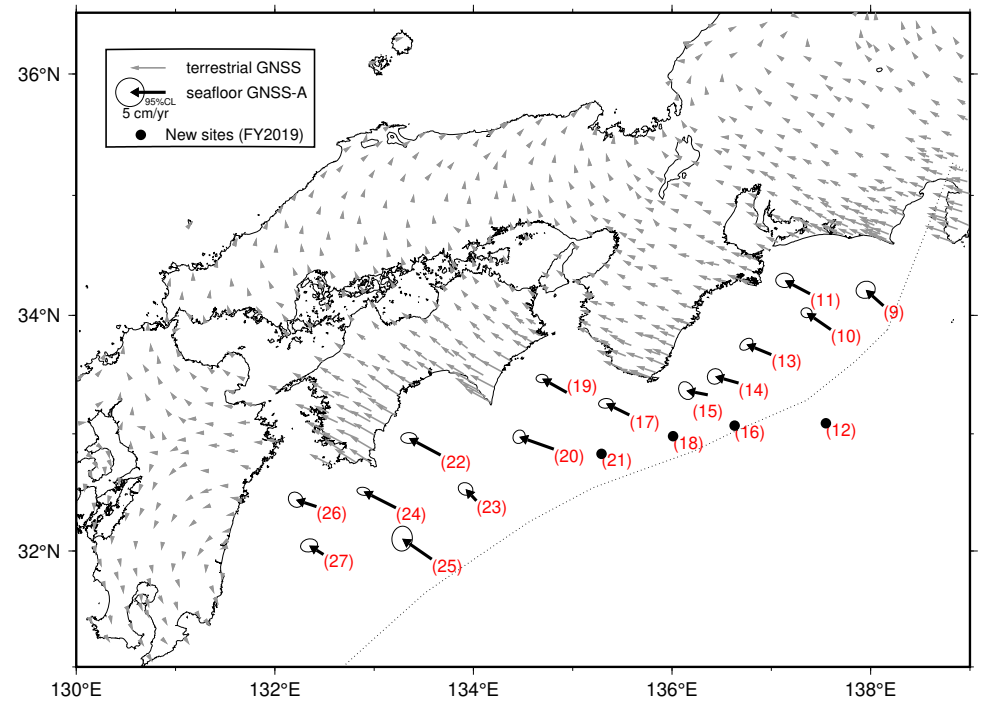 36°N
34°N
32°N
130°E
132°E
134°E
136°E
138°E
terrestrial GNSS
seafloor GNSS-A
95%CL
5 cm/yr
New sites (FY2019)
(11)
(9)
(10)
(13)
(14)
(19)
(15)
(17)
(12)
(16)
(18)
(20)
(21)
(22)
(23)
(24)
(26)
(27)
(25)